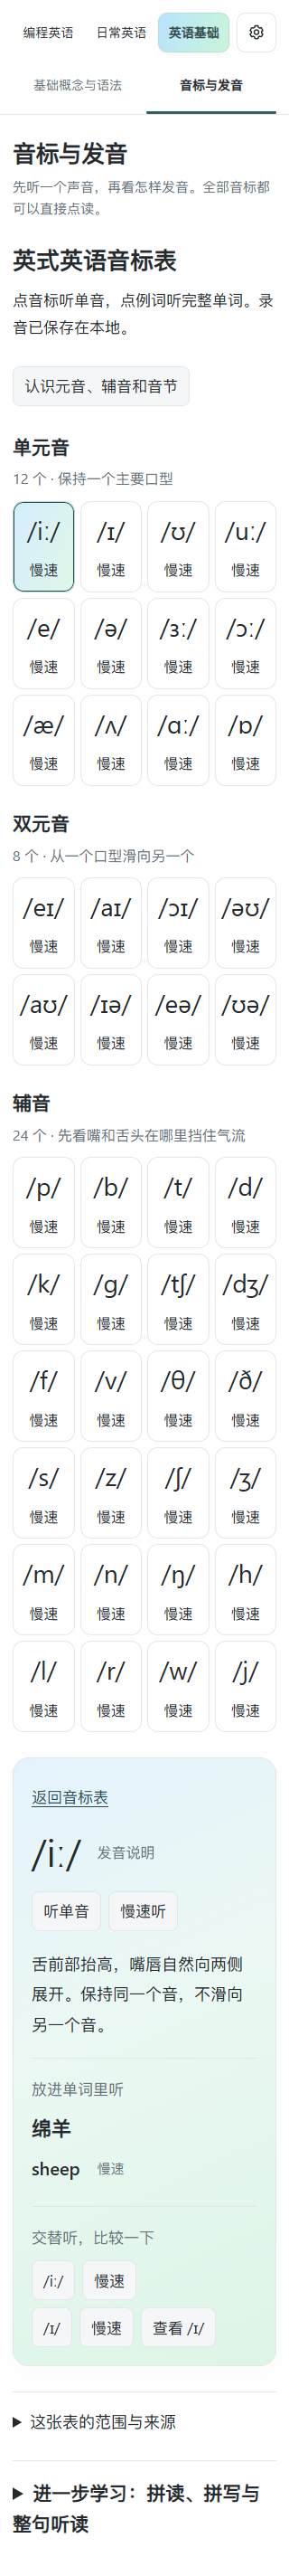 编程英语 日常英语 英语基础
基础概念与语法 音标与发音
音标与发音
先听一个声音，再看怎样发音。全部音标都
可以直接点读。
英式英语音标表
点音标听单音，点例词听完整单词。录
音已保存在本地。
认识元音、辅音和音节
单元音
12 个 · 保持一个主要口型
/iː/ /ɪ/ /ʊ/ /uː/
慢速 慢速 慢速 慢速
/e/ /ə/ /ɜː/ /ɔː/
慢速 慢速 慢速 慢速
/æ/ /ʌ/ /ɑː/ /ɒ/
慢速 慢速 慢速 慢速
双元音
8 个 · 从一个口型滑向另一个
/eɪ/ /aɪ/ /ɔɪ/ /əʊ/
慢速 慢速 慢速 慢速
/aʊ/ /ɪə/ /eə/ /ʊə/
慢速 慢速 慢速 慢速
辅音
24 个 · 先看嘴和舌头在哪里挡住气流
/p/ /b/ /t/ /d/
慢速 慢速 慢速 慢速
/k/ /g/ /tʃ/ /dʒ/
慢速 慢速 慢速 慢速
/f/ /v/ /θ/ /ð/
慢速 慢速 慢速 慢速
/s/ /z/ /ʃ/ /ʒ/
慢速 慢速 慢速 慢速
/m/ /n/ /ŋ/ /h/
慢速 慢速 慢速 慢速
/l/ /r/ /w/ /j/
慢速 慢速 慢速 慢速
返回音标表
/iː/ 发音说明
听单音 慢速听
舌前部抬高，嘴唇自然向两侧
展开。保持同一个音，不滑向
另一个音。
放进单词里听
绵羊
sheep 慢速
交替听，比较一下
/iː/ 慢速
/ɪ/ 慢速 查看 /ɪ/
这张表的范围与来源
进一步学习：拼读、拼写与
整句听读